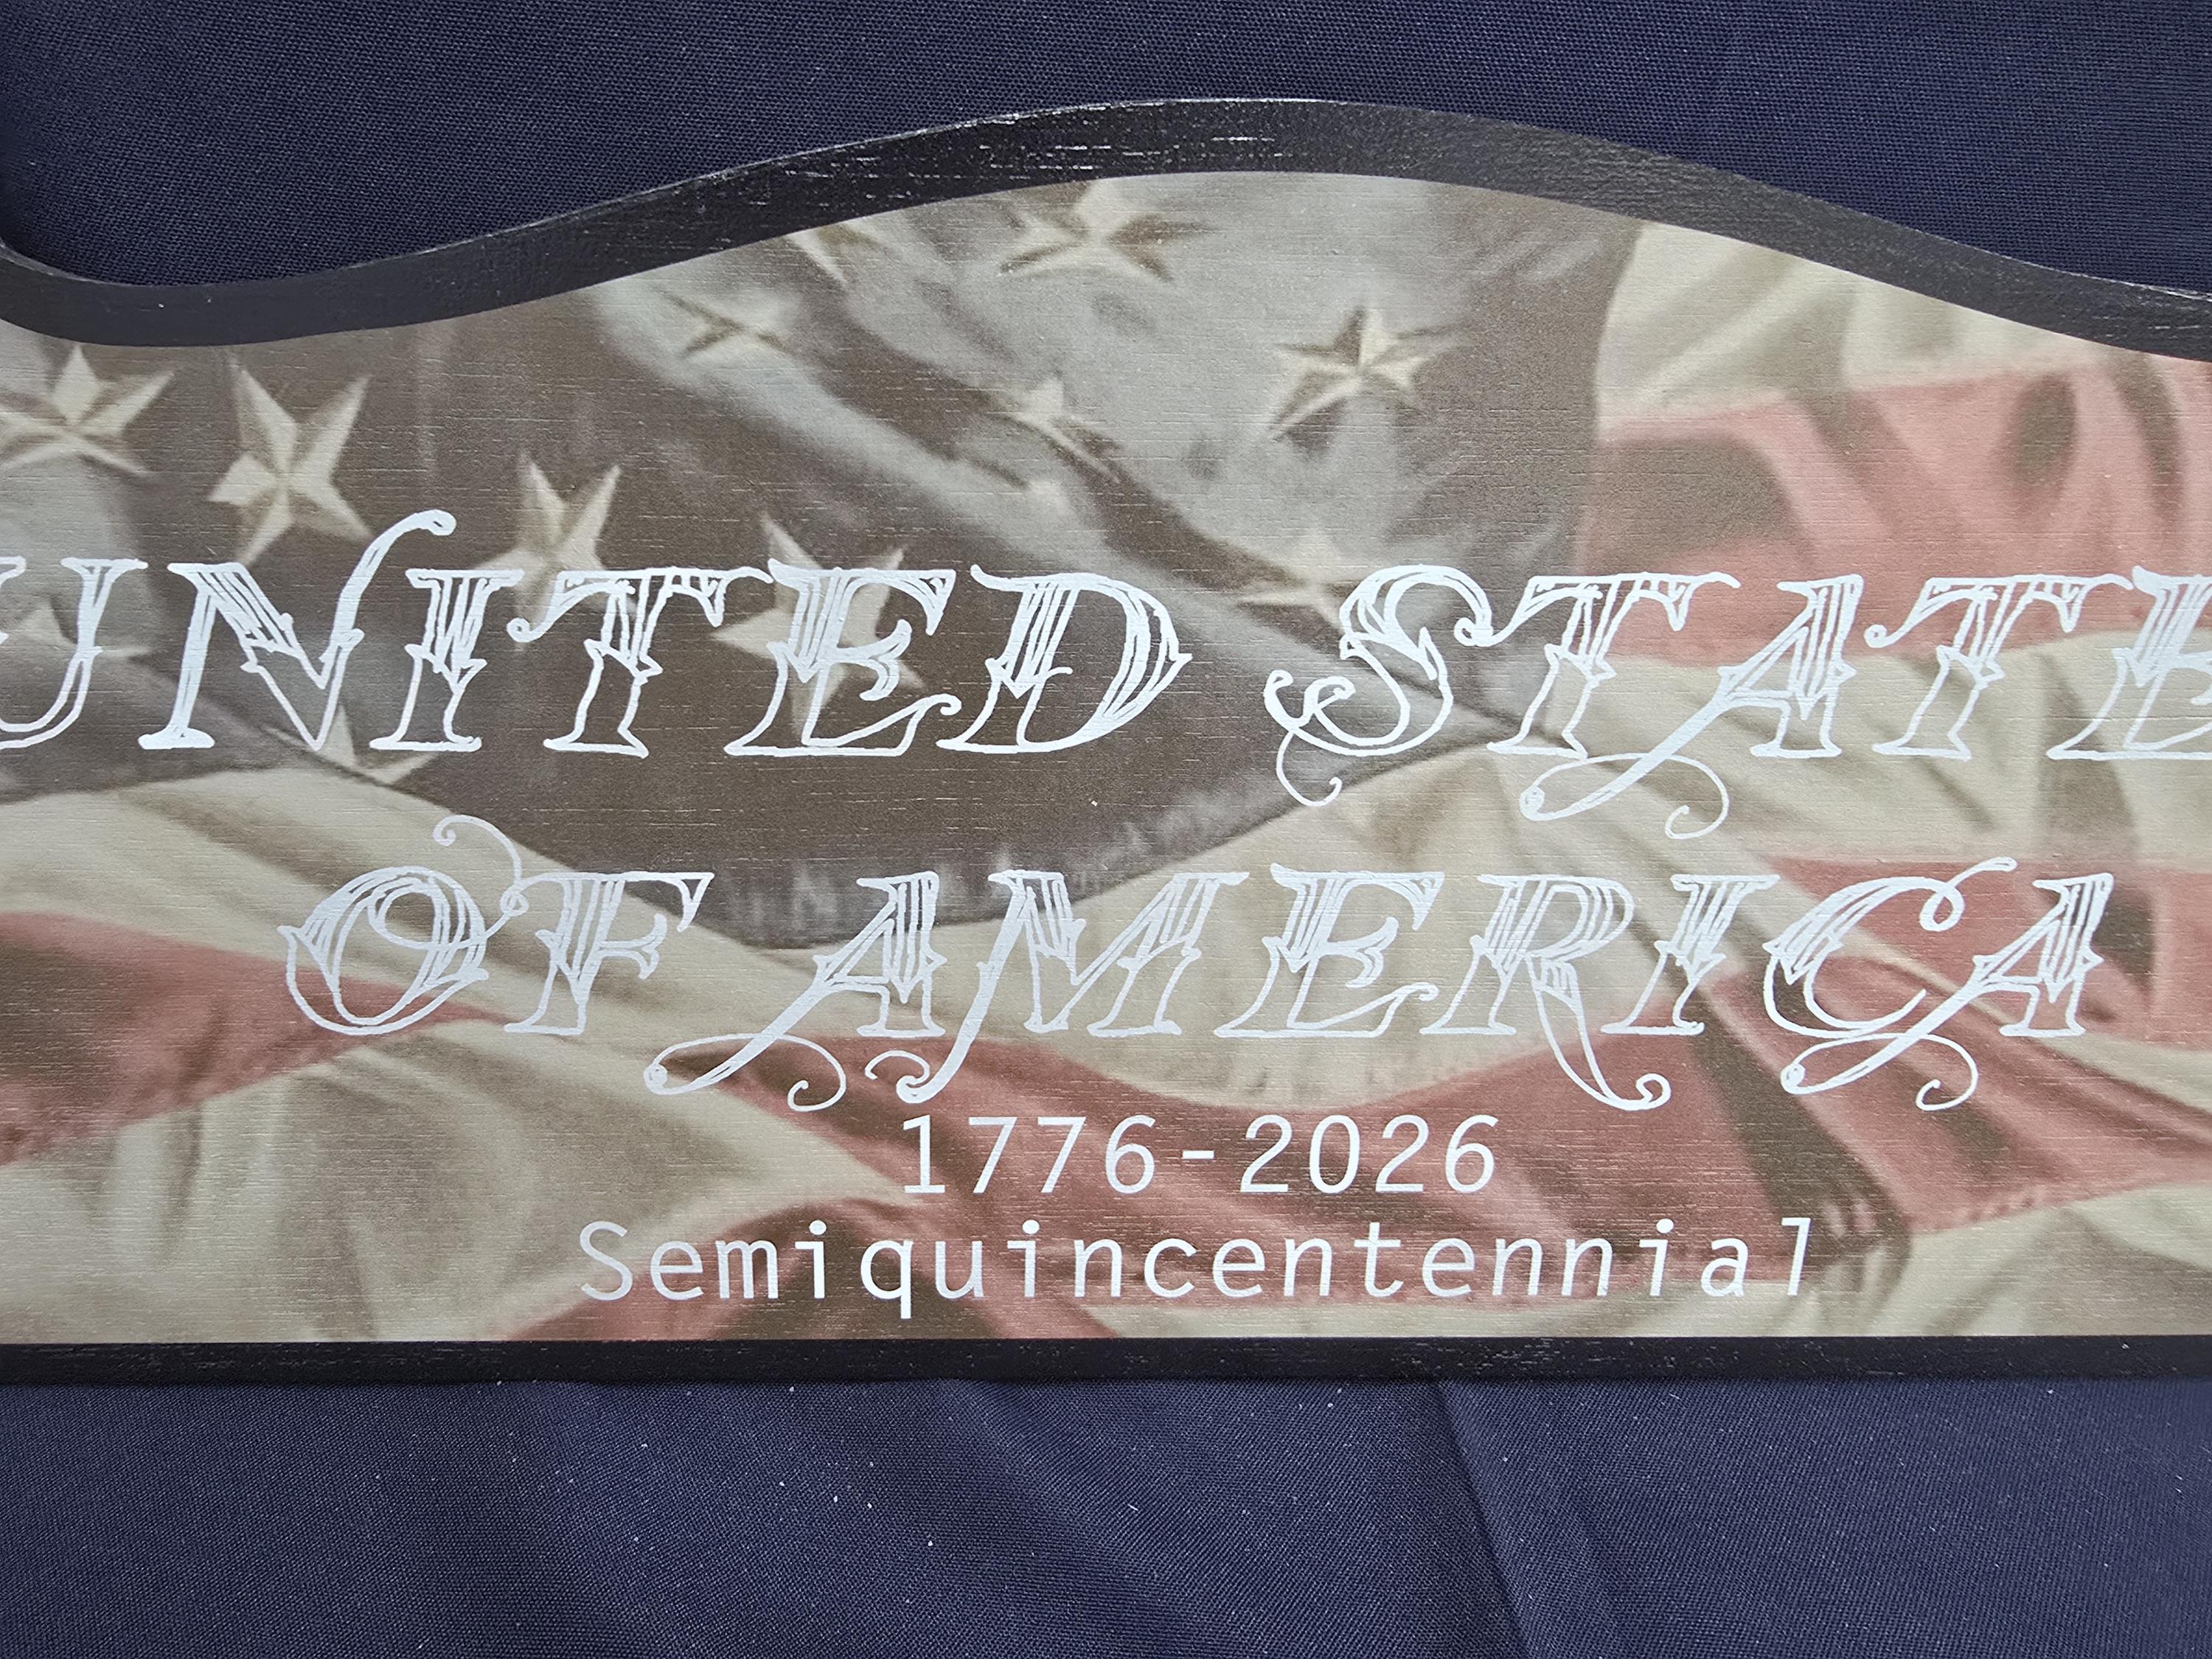 UNITED STATE
OF AMERICA
1776-2026
Semiquincentennial